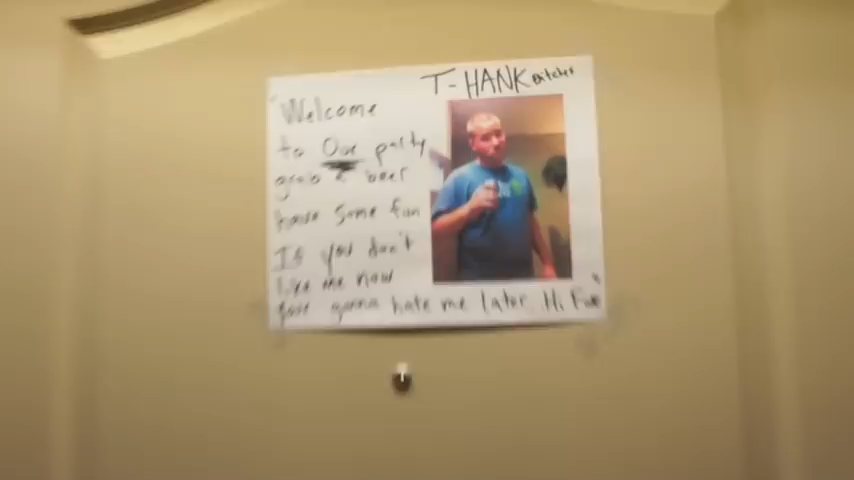 T-HANK Bitches
"Welcome
to Our party
grab a beer
have some fun
If you don't
like me now
your gonna hate me later. Hi